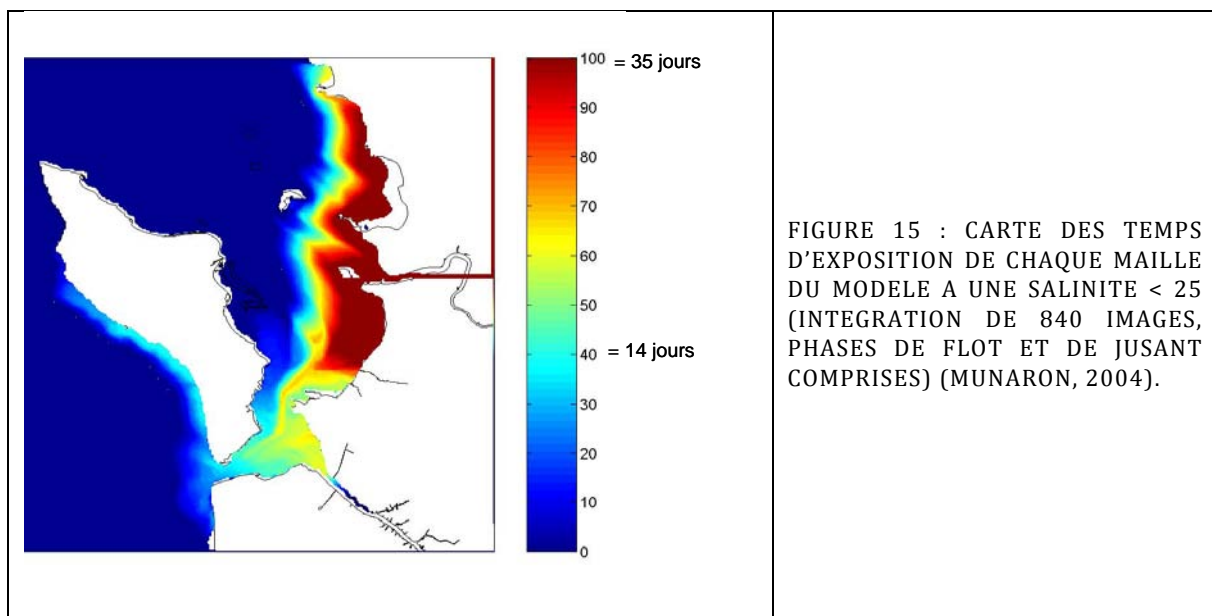 100 = 35 jours
90
80
70
60
50
40 = 14 jours
30
20
10
0
FIGURE 15 : CARTE DES TEMPS
D'EXPOSITION DE CHAQUE MAILLE
DU MODELE A UNE SALINITE < 25
(INTEGRATION DE 840 IMAGES,
PHASES DE FLOT ET DE JUSANT
COMPRISES) (MUNARON, 2004).